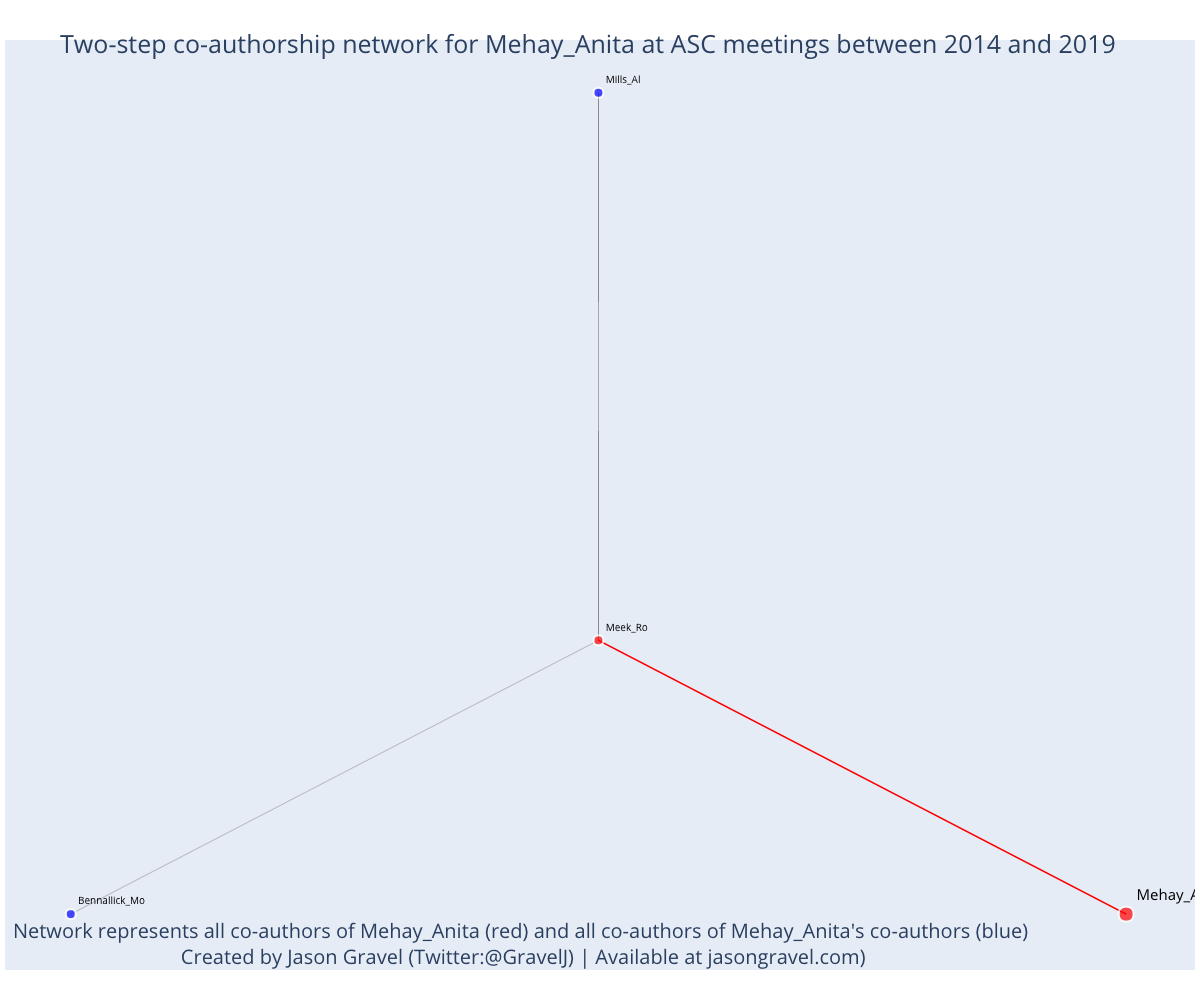 Two-step co-authorship network for Mehay_Anita at ASC meetings between 2014 and 2019
Mills_Al
Meek_Ro
Bennallick_Mo
Mehay_A
Network represents all co-authors of Mehay_Anita (red) and all co-authors of Mehay_Anita's co-authors (blue)
Created by Jason Gravel (Twitter:@GravelJ) | Available at jasongravel.com)